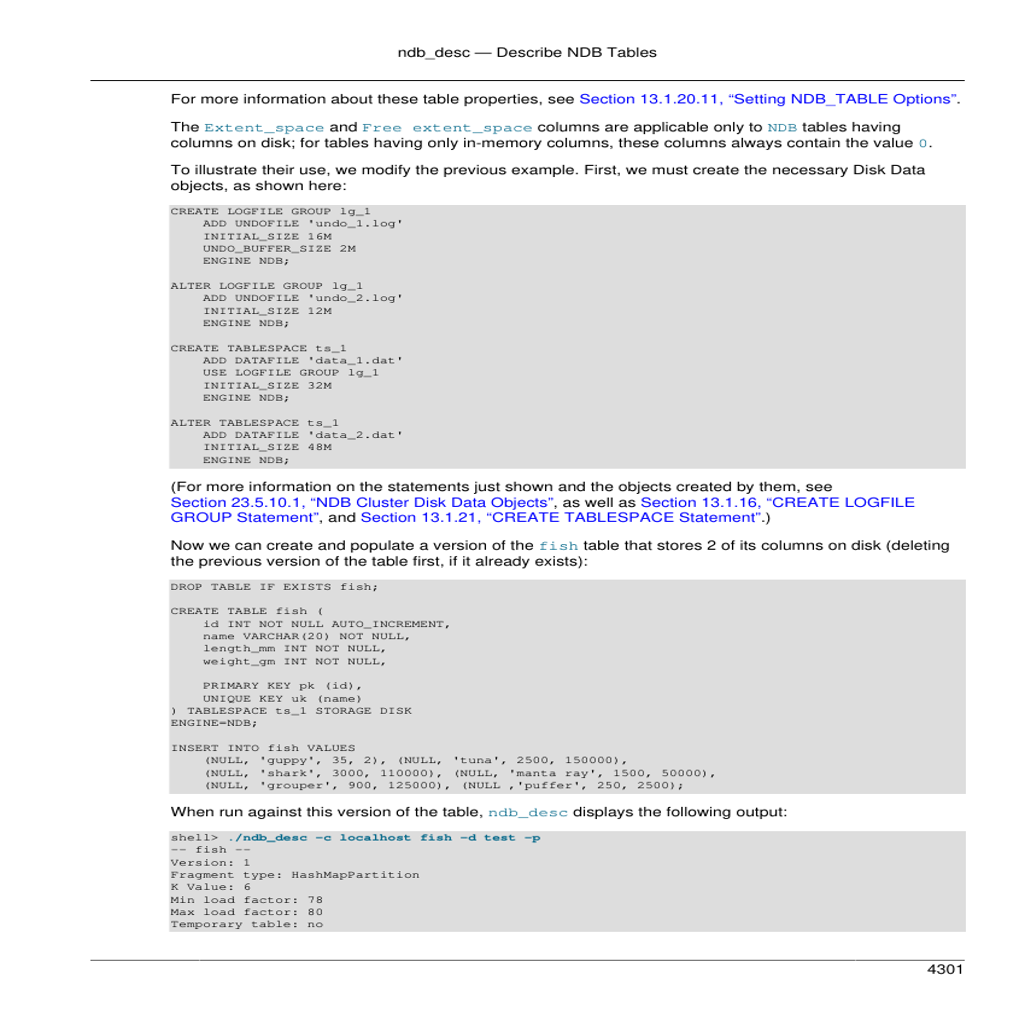 ndb_desc — Describe NDB Tables
For more information about these table properties, see Section 13.1.20.11, “Setting NDB_TABLE Options”.
The Extent_space and Free extent_space columns are applicable only to NDB tables having
columns on disk; for tables having only in-memory columns, these columns always contain the value 0.
To illustrate their use, we modify the previous example. First, we must create the necessary Disk Data
objects, as shown here:
CREATE LOGFILE GROUP lg_1
    ADD UNDOFILE 'undo_1.log'
    INITIAL_SIZE 16M
    UNDO_BUFFER_SIZE 2M
    ENGINE NDB;
ALTER LOGFILE GROUP lg_1
    ADD UNDOFILE 'undo_2.log'
    INITIAL_SIZE 12M
    ENGINE NDB;
CREATE TABLESPACE ts_1
    ADD DATAFILE 'data_1.dat'
    USE LOGFILE GROUP lg_1
    INITIAL_SIZE 32M
    ENGINE NDB;
ALTER TABLESPACE ts_1
    ADD DATAFILE 'data_2.dat'
    INITIAL_SIZE 48M
    ENGINE NDB;
(For more information on the statements just shown and the objects created by them, see
Section 23.5.10.1, “NDB Cluster Disk Data Objects”, as well as Section 13.1.16, “CREATE LOGFILE
GROUP Statement”, and Section 13.1.21, “CREATE TABLESPACE Statement”.)
Now we can create and populate a version of the fish table that stores 2 of its columns on disk (deleting
the previous version of the table first, if it already exists):
DROP TABLE IF EXISTS fish;
CREATE TABLE fish (
    id INT NOT NULL AUTO_INCREMENT,
    name VARCHAR(20) NOT NULL,
    length_mm INT NOT NULL,
    weight_gm INT NOT NULL,
    PRIMARY KEY pk (id),
    UNIQUE KEY uk (name)
) TABLESPACE ts_1 STORAGE DISK
ENGINE=NDB;
INSERT INTO fish VALUES
    (NULL, 'guppy', 35, 2), (NULL, 'tuna', 2500, 150000),
    (NULL, 'shark', 3000, 110000), (NULL, 'manta ray', 1500, 50000),
    (NULL, 'grouper', 900, 125000), (NULL ,'puffer', 250, 2500);
When run against this version of the table, ndb_desc displays the following output:
shell> ./ndb_desc -c localhost fish -d test -p
-- fish --
Version: 1
Fragment type: HashMapPartition
K Value: 6
Min load factor: 78
Max load factor: 80
Temporary table: no
4301